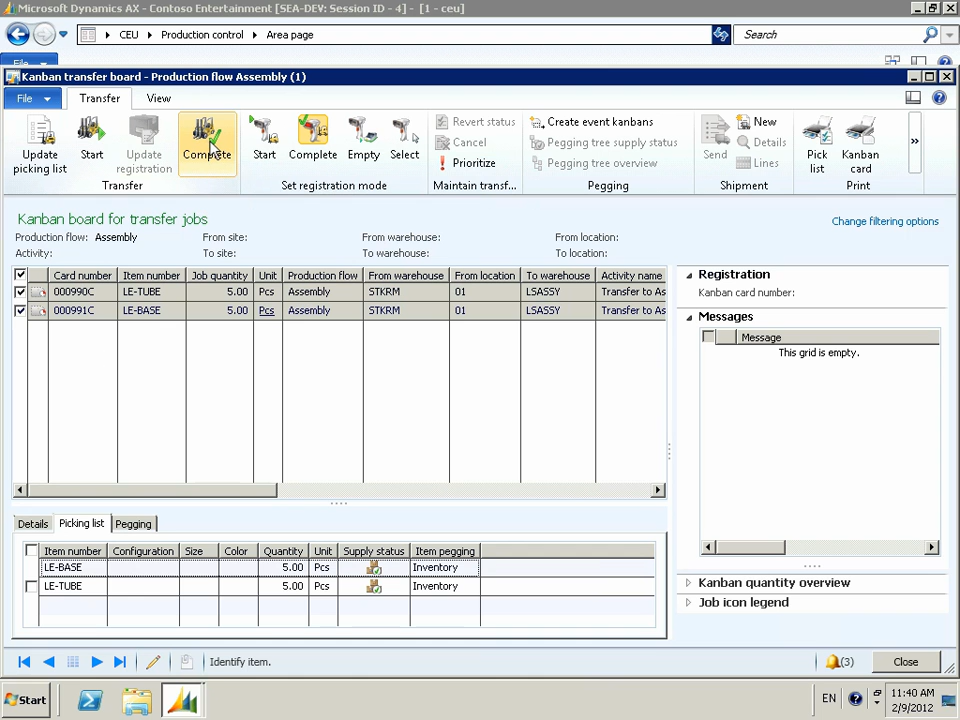 Microsoft Dynamics AX - Contoso Entertainment [SEA-DEV: Session ID - 4] - [1 - ceu]
CEU Production control Area page
Search
File
Kanban transfer board - Production flow Assembly (1)
File Transfer View
Update picking list
Start
Update registration
Complete
Transfer
Start
Complete
Empty
Select
Set registration mode
Revert status
Cancel
Prioritize
Maintain transf...
Create event kanbans
Pegging tree supply status
Pegging tree overview
Pegging
Send
New
Details
Lines
Shipment
Pick list
Kanban card
Print
»
Kanban board for transfer jobs
Change filtering options
Production flow: Assembly From site: From warehouse: From location:
Activity: To site: To warehouse: To location:
Card number Item number Job quantity Unit Production flow From warehouse From location To warehouse Activity name
000990C LE-TUBE 5.00 Pcs Assembly STKRM 01 LSASSY Transfer to As
000991C LE-BASE 5.00 Pcs Assembly STKRM 01 LSASSY Transfer to As
Registration
Kanban card number:
Messages
Message
This grid is empty.
Details Picking list Pegging
Item number Configuration Size Color Quantity Unit Supply status Item pegging
LE-BASE 5.00 Pcs Inventory
LE-TUBE 5.00 Pcs Inventory
Kanban quantity overview
Job icon legend
Identify item.
(3)
Close
Start
EN
11:40 AM
2/9/2012